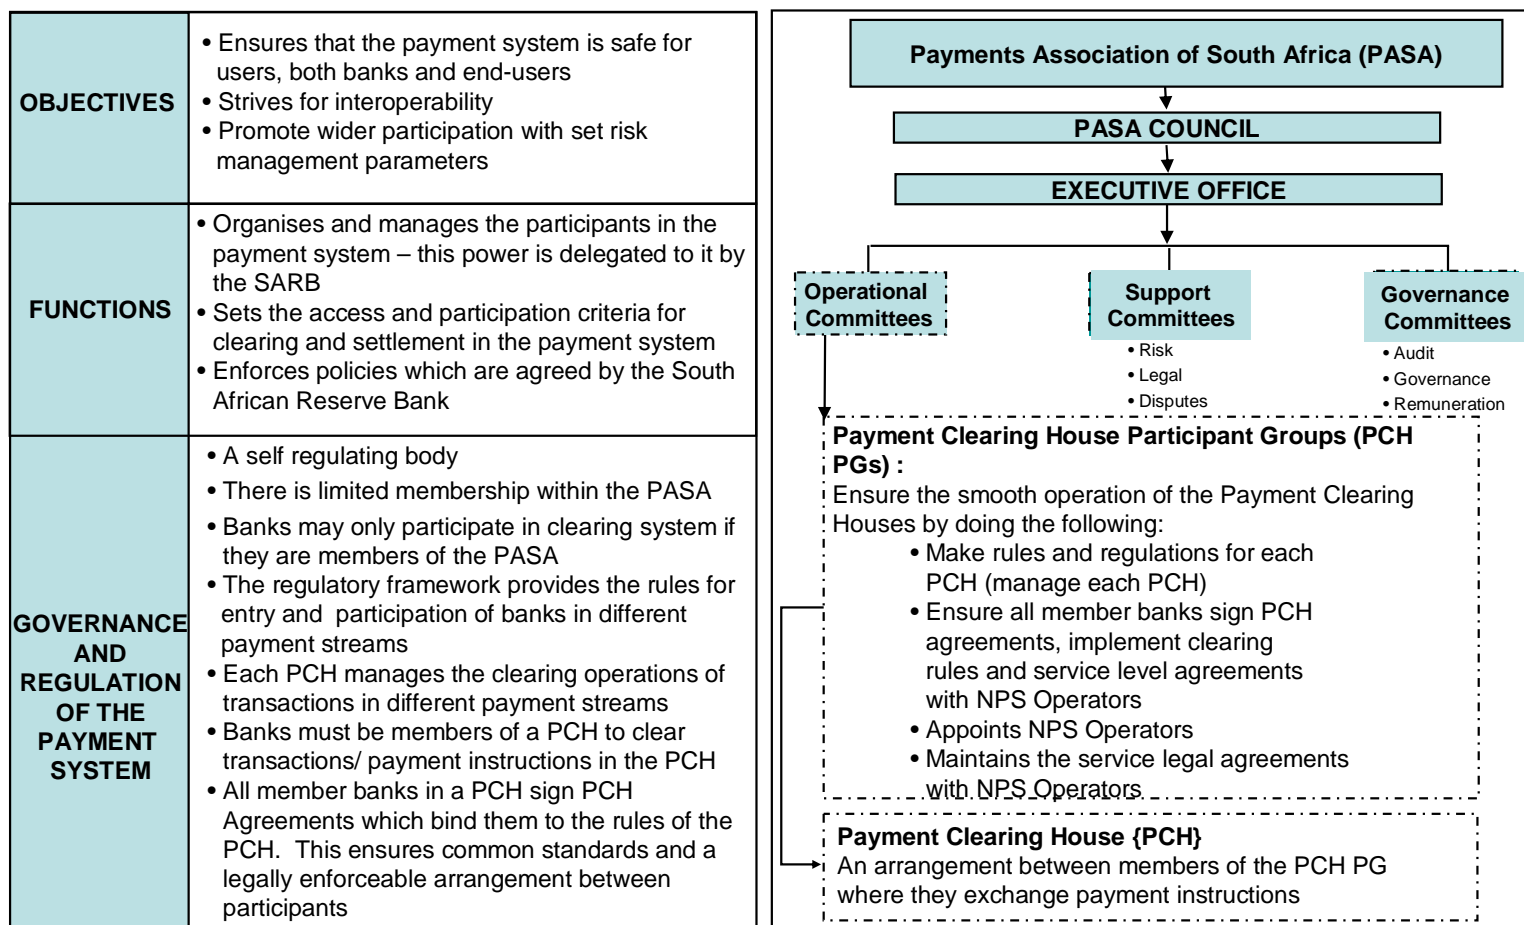 OBJECTIVES
• Ensures that the payment system is safe for
users, both banks and end-users
• Strives for interoperability
• Promote wider participation with set risk
management parameters
FUNCTIONS
• Organises and manages the participants in the
payment system – this power is delegated to it by
the SARB
• Sets the access and participation criteria for
clearing and settlement in the payment system
• Enforces policies which are agreed by the South
African Reserve Bank
GOVERNANCE
AND
REGULATION
OF THE
PAYMENT
SYSTEM
• A self regulating body
• There is limited membership within the PASA
• Banks may only participate in clearing system if
they are members of the PASA
• The regulatory framework provides the rules for
entry and participation of banks in different
payment streams
• Each PCH manages the clearing operations of
transactions in different payment streams
• Banks must be members of a PCH to clear
transactions/ payment instructions in the PCH
• All member banks in a PCH sign PCH
Agreements which bind them to the rules of the
PCH. This ensures common standards and a
legally enforceable arrangement between
participants
Payments Association of South Africa (PASA)
PASA COUNCIL
EXECUTIVE OFFICE
Operational
Committees
Support
Committees
• Risk
• Legal
• Disputes
Governance
Committees
• Audit
• Governance
• Remuneration
Payment Clearing House Participant Groups (PCH
PGs) :
Ensure the smooth operation of the Payment Clearing
Houses by doing the following:
• Make rules and regulations for each
PCH (manage each PCH)
• Ensure all member banks sign PCH
agreements, implement clearing
rules and service level agreements
with NPS Operators
• Appoints NPS Operators
• Maintains the service legal agreements
with NPS Operators
Payment Clearing House {PCH}
An arrangement between members of the PCH PG
where they exchange payment instructions